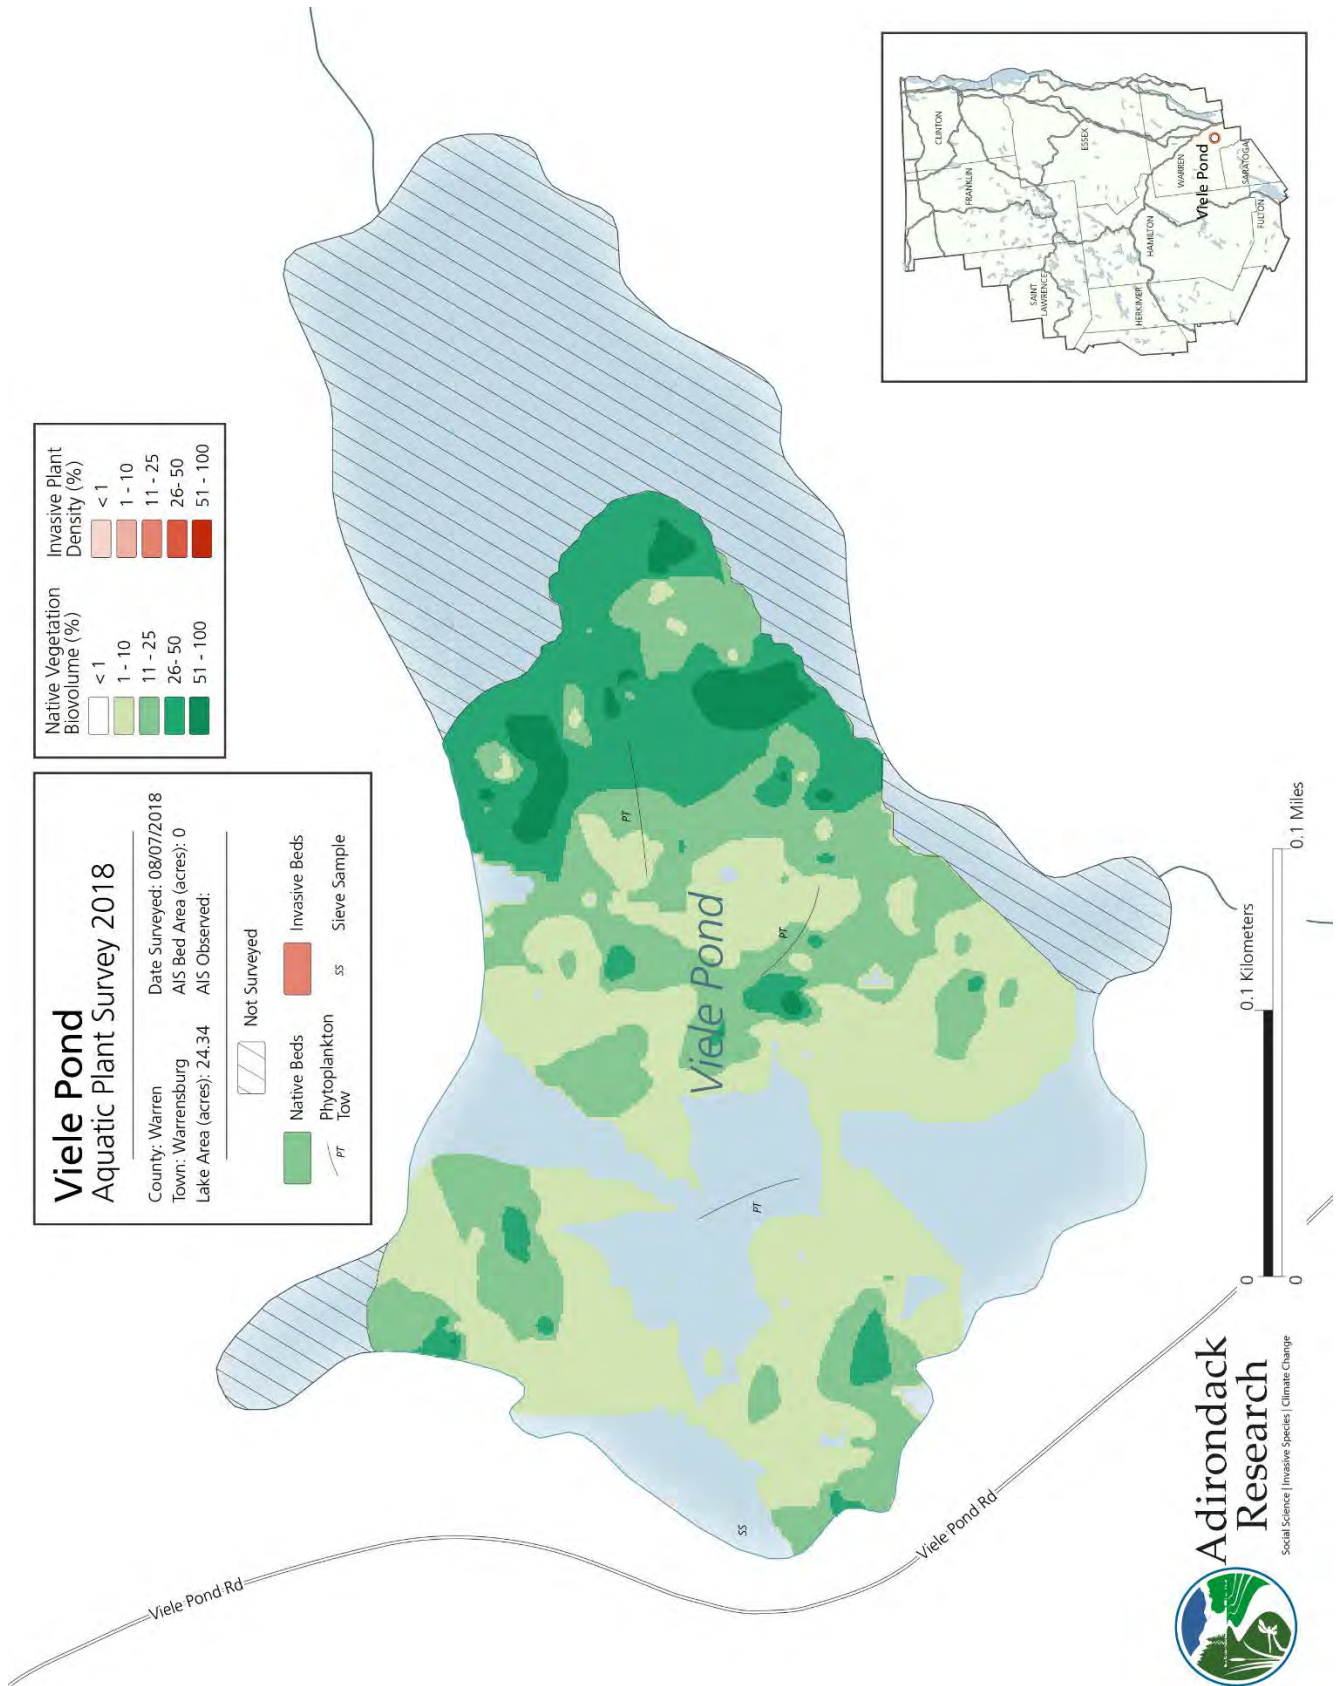 Viele Pond
Aquatic Plant Survey 2018
County: Warren
Town: Warrensburg
Lake Area (acres): 24.34
Date Surveyed: 08/07/2018
AIS Bed Area (acres): 0
AIS Observed:
Not Surveyed
Native Beds
Invasive Beds
PT
Phytoplankton
Tow
SS
Sieve Sample
Native Vegetation
Biovolume (%)
< 1
1 - 10
11 - 25
26- 50
51 - 100
Invasive Plant
Density (%)
< 1
1 - 10
11 - 25
26- 50
51 - 100
Viele Pond Rd
SS
PT
PT
PT
Viele Pond
Viele Pond Rd
CLINTON
FRANKLIN
ESSEX
SAINT
LAWRENCE
HERKIMER
HAMILTON
WARREN
Viele Pond
SARATOGA
FULTON
0
0.1 Kilometers
0
0.1 Miles
Adirondack
Research
Social Science | Invasive Species | Climate Change